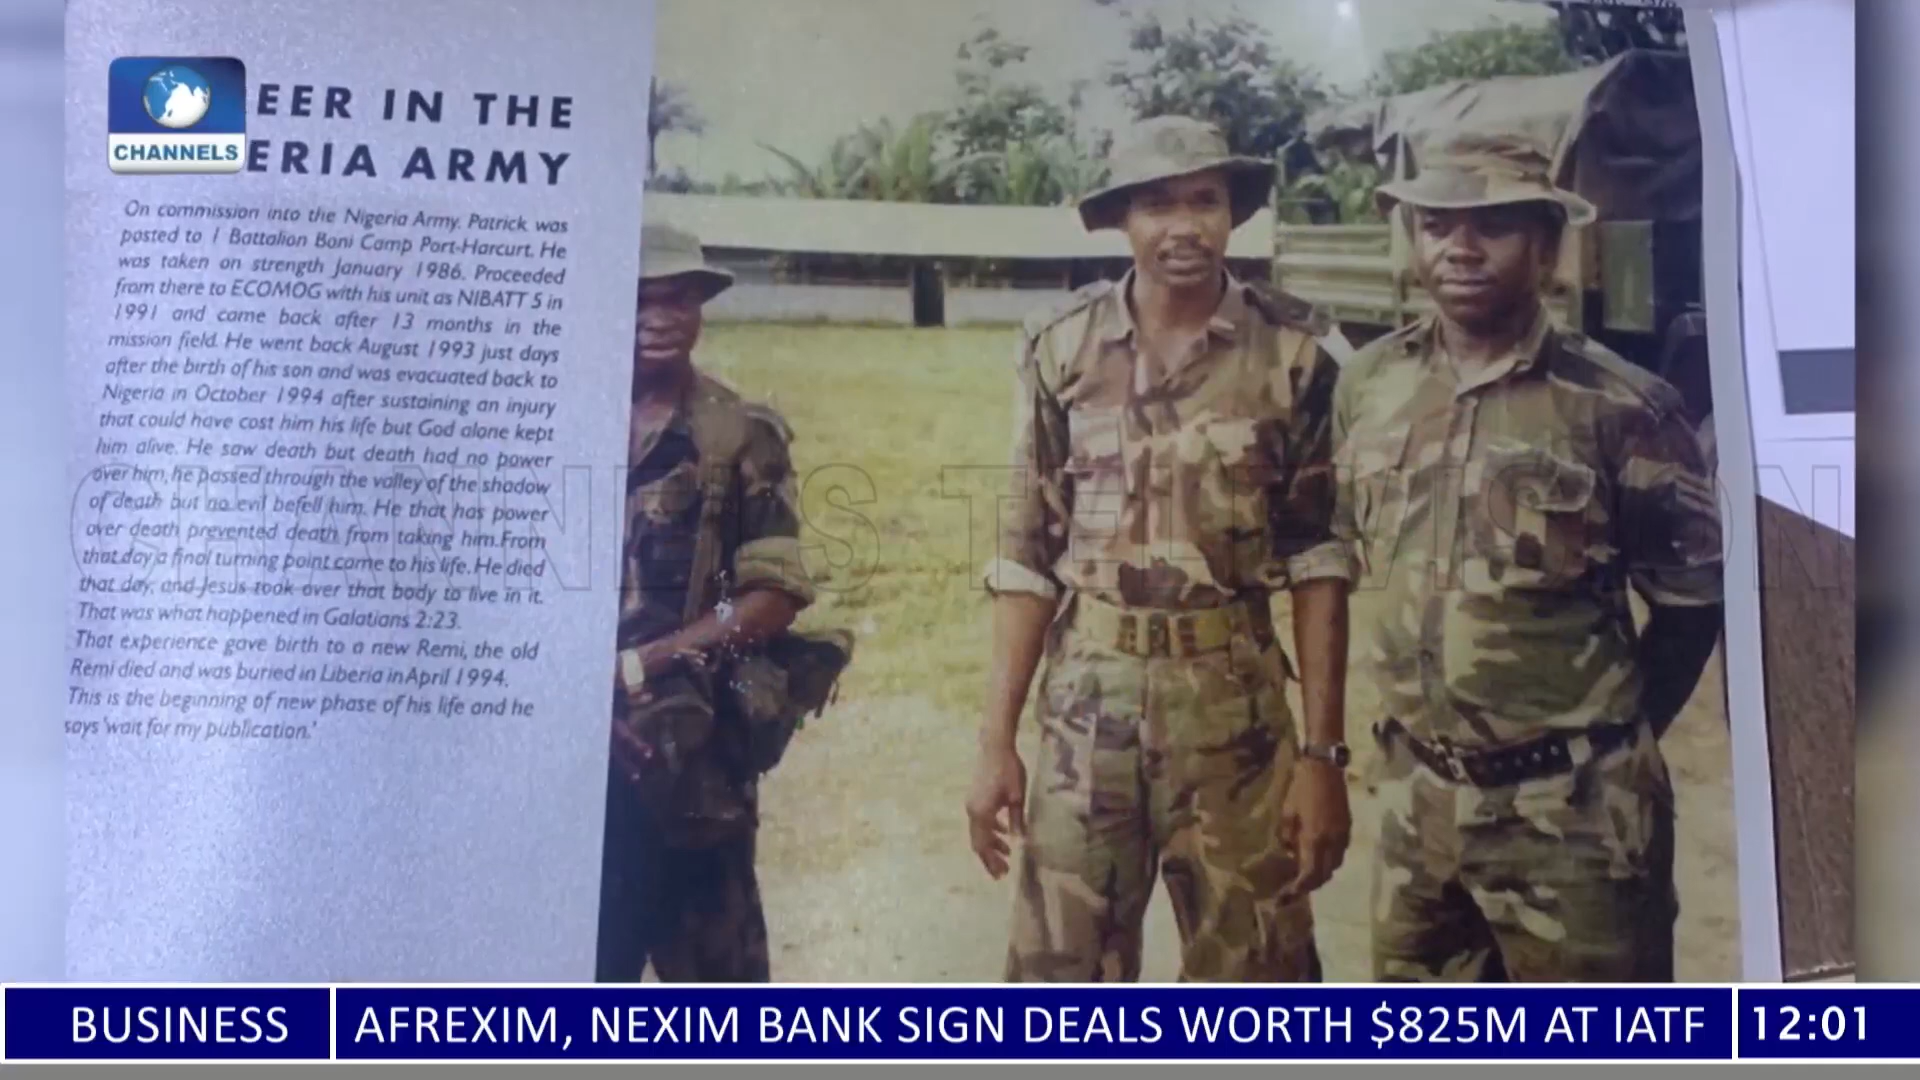 EER IN THE
ERIA ARMY
CHANNELS
On commission into the Nigeria Army. Patrick was
posted to 1 Battalion Bani Camp Port-Harcurt. He
was taken on strength January 1986. Proceeded
from there to ECOMOG with his unit as NIBATT 5 in
1991 and came back after 13 months in the
mission field. He went back August 1993 just days
after the birth of his son and was evacuated back to
Nigeria in October 1994 after sustaining an injury
that could have cost him his life but God alone kept
him alive. He saw death but death had no power
over him, he passed through the valley of the shadow
of death but no evil befell him. He that has power
over death prevented death from taking him.From
that day a final turning point came to his life. He died
that day, and Jesus took over that body to live in it.
That was what happened in Galatians 2:23.
That experience gave birth to a new Remi, the old
Remi died and was buried in Liberia in April 1994.
This is the beginning of new phase of his life and he
says 'wait for my publication.'
CHANNELS TELEVISION
BUSINESS
AFREXIM, NEXIM BANK SIGN DEALS WORTH $825M AT IATF
12:01